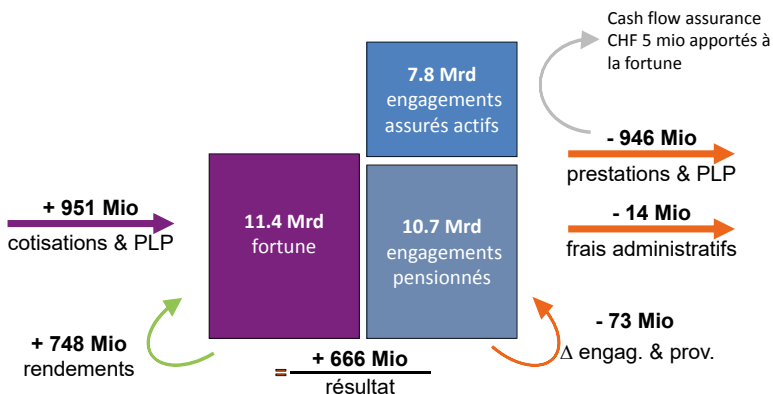 Cash flow assurance
CHF 5 mio apportés à
la fortune
7.8 Mrd
engagements
assurés actifs
- 946 Mio
prestations & PLP
+ 951 Mio
cotisations & PLP
11.4 Mrd
fortune
10.7 Mrd
engagements
pensionnés
- 14 Mio
frais administratifs
+ 748 Mio
rendements
- 73 Mio
Δ engag. & prov.
= + 666 Mio
résultat